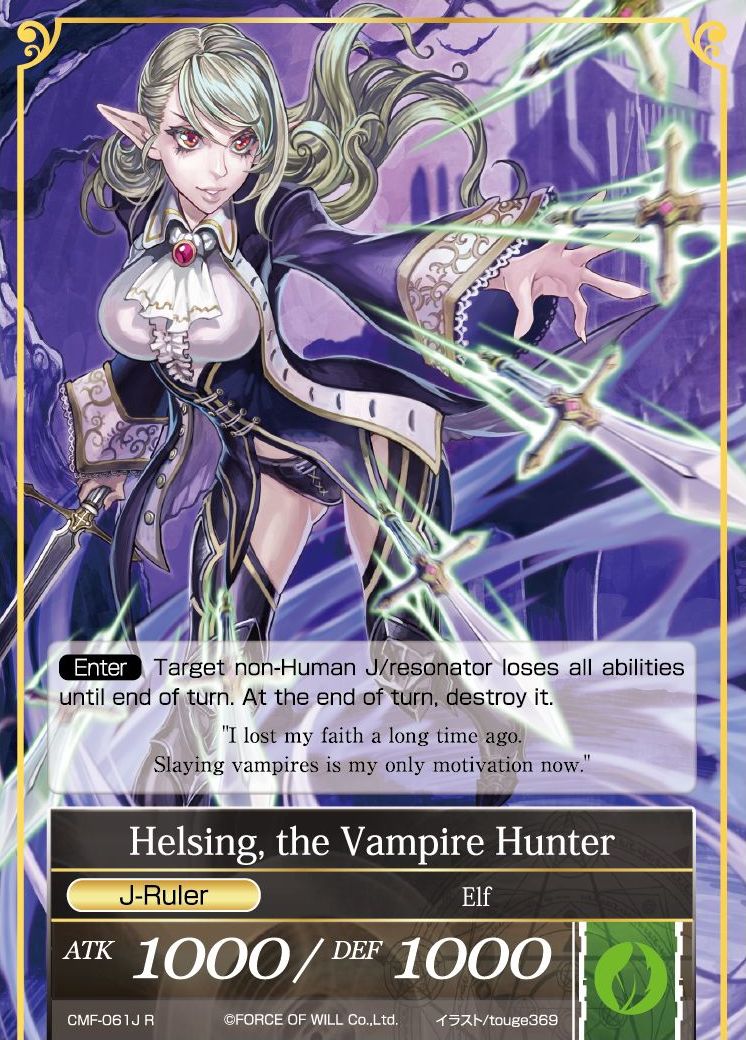 Enter Target non-Human J/resonator loses all abilities
until end of turn. At the end of turn, destroy it.
"I lost my faith a long time ago.
Slaying vampires is my only motivation now."
Helsing, the Vampire Hunter
J-Ruler Elf
ATK 1000 / DEF 1000
CMF-061J R ©FORCE OF WILL Co.,Ltd. イラスト/touge369